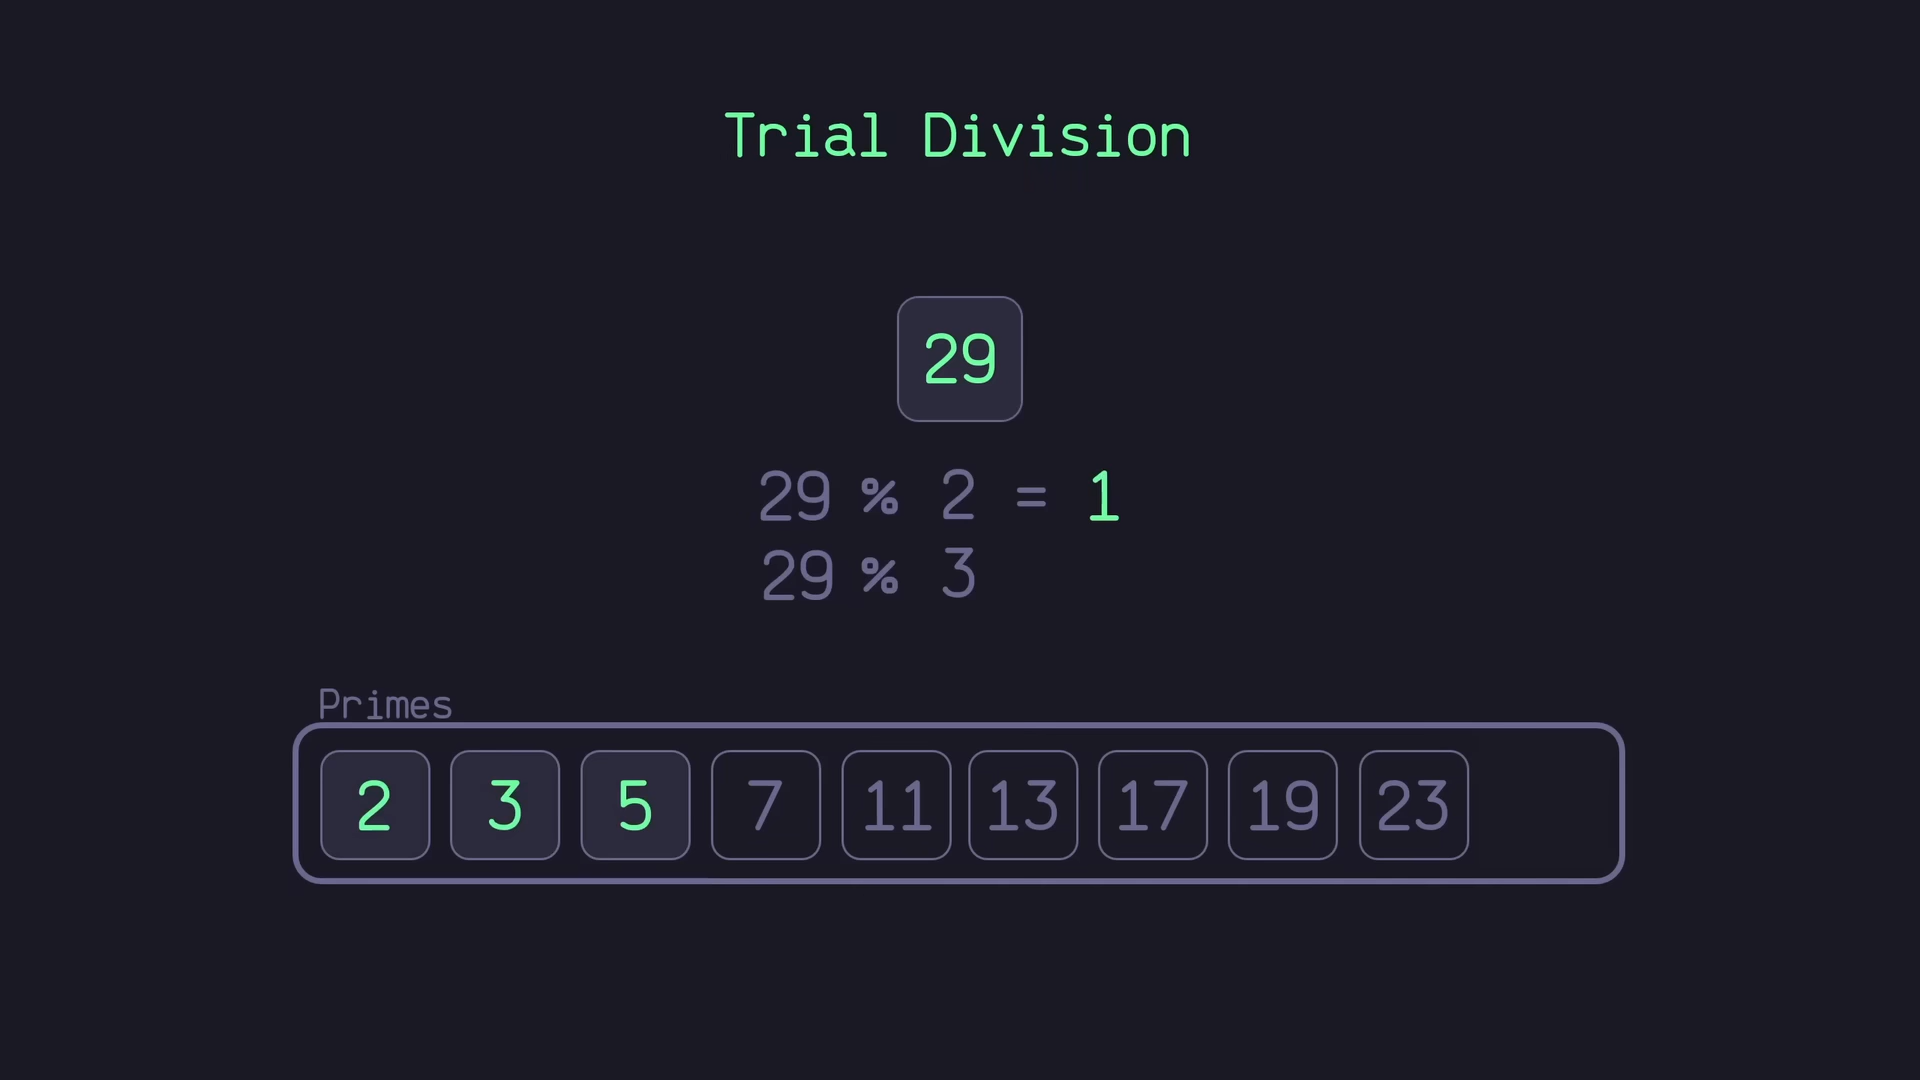 Trial Division
29
29 % 2 = 1
29 % 3
Primes
2 3 5 7 11 13 17 19 23